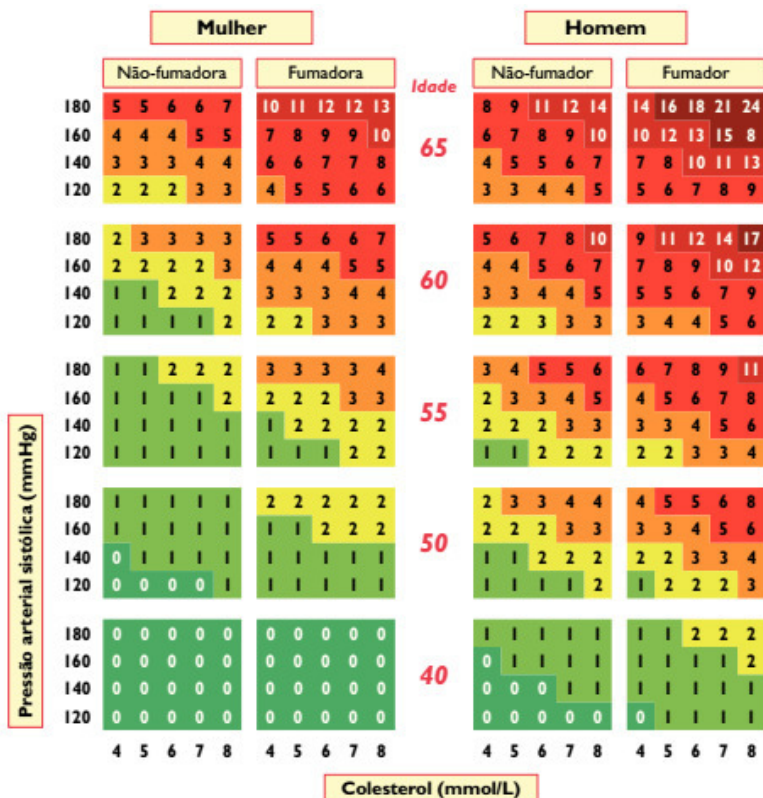 Mulher Homem
Não-fumadora Fumadora Idade Não-fumador Fumador
180 5 5 6 6 7 10 11 12 12 13 8 9 11 12 14 14 16 18 21 24
160 4 4 4 5 5 7 8 9 9 10 65 6 7 8 9 10 10 12 13 15 8
140 3 3 3 4 4 6 6 7 7 8 4 5 5 6 7 7 8 10 11 13
120 2 2 2 3 3 4 5 5 6 6 3 3 4 4 5 5 6 7 8 9
180 2 3 3 3 3 5 5 6 6 7 5 6 7 8 10 9 11 12 14 17
160 2 2 2 2 3 4 4 4 5 5 60 4 4 5 6 7 7 8 9 10 12
140 1 1 2 2 2 3 3 3 4 4 3 3 4 4 5 5 5 6 7 9
120 1 1 1 1 2 2 2 3 3 3 2 2 3 3 3 3 4 4 5 6
180 1 1 2 2 2 3 3 3 3 4 3 4 5 5 6 6 7 8 9 11
160 1 1 1 1 2 2 2 2 3 3 55 2 3 3 4 5 4 5 6 7 8
140 1 1 1 1 1 1 2 2 2 2 2 2 2 3 3 3 3 4 5 6
120 1 1 1 1 1 1 1 1 2 2 1 1 2 2 2 2 2 3 3 4
180 1 1 1 1 1 2 2 2 2 2 2 3 3 4 4 4 5 5 6 8
160 1 1 1 1 1 1 1 2 2 2 50 2 2 2 3 3 3 3 4 5 6
140 0 1 1 1 1 1 1 1 1 1 1 1 2 2 2 2 2 3 3 4
120 0 0 0 0 1 1 1 1 1 1 1 1 1 1 2 1 2 2 2 3
180 0 0 0 0 0 0 0 0 0 0 1 1 1 1 1 1 1 2 2 2
160 0 0 0 0 0 0 0 0 0 0 40 0 1 1 1 1 1 1 1 1 2
140 0 0 0 0 0 0 0 0 0 0 0 0 0 1 1 1 1 1 1 1
120 0 0 0 0 0 0 0 0 0 0 0 0 0 0 0 0 1 1 1 1
4 5 6 7 8 4 5 6 7 8 4 5 6 7 8 4 5 6 7 8
Colesterol (mmol/L)
Pressão arterial sistólica (mmHg)